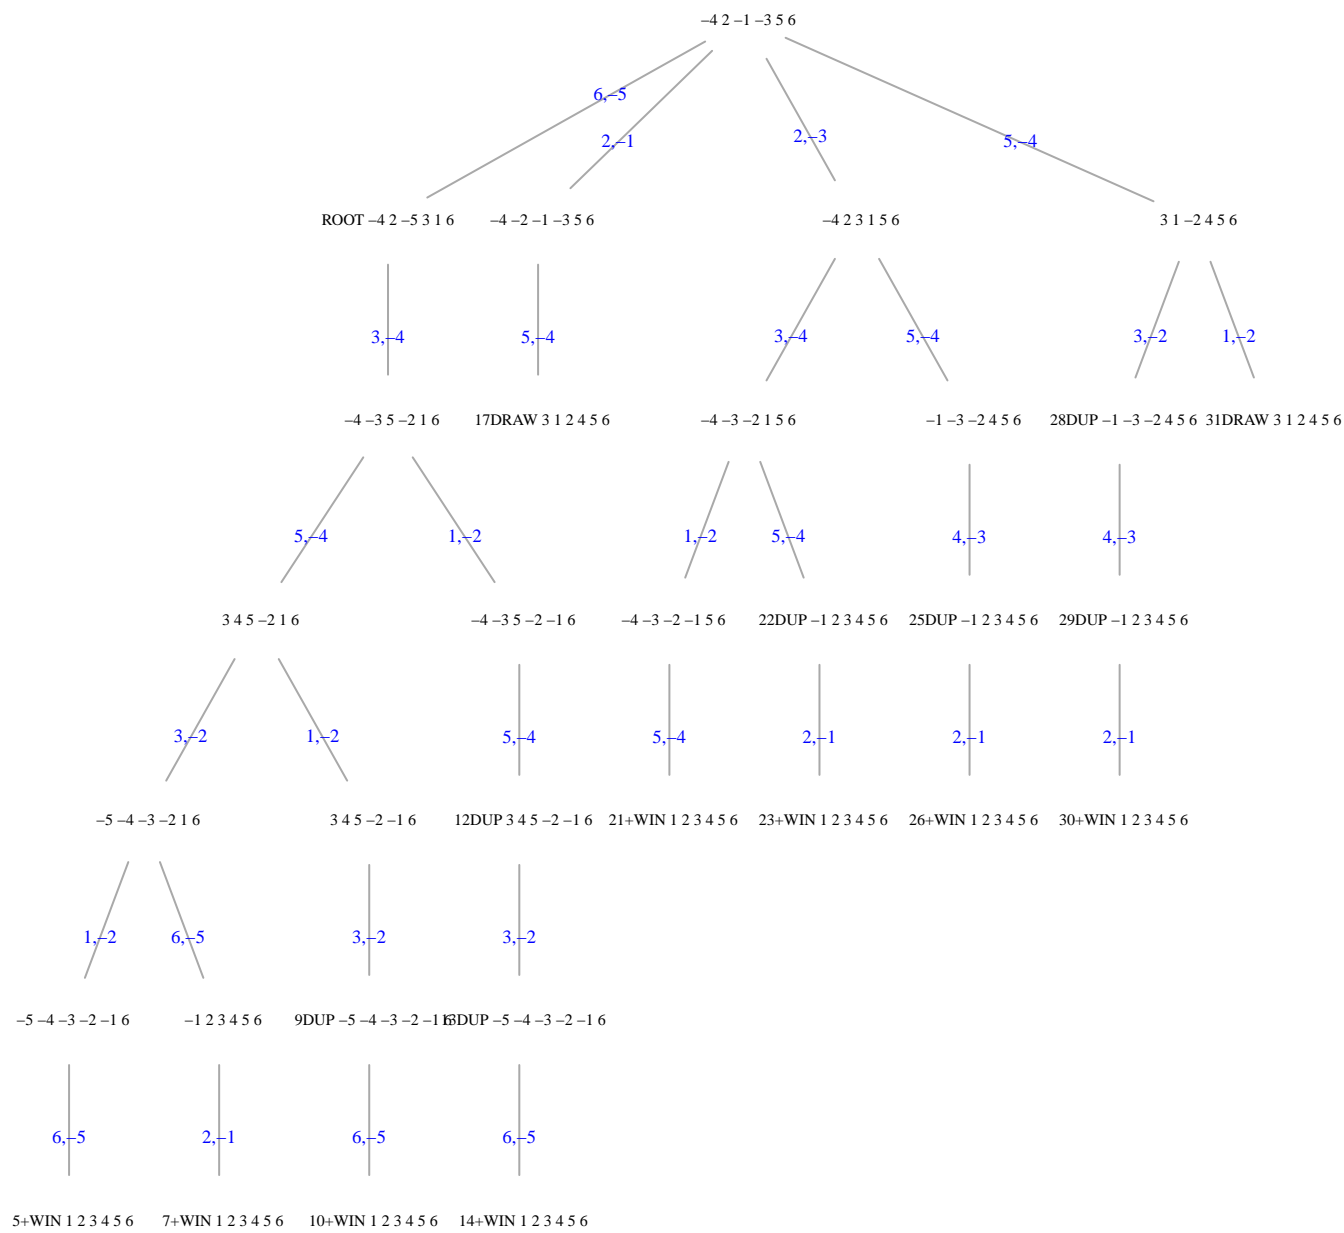 −4 2 −1 −3 5 6
6,−5
2,−1
2,−3
5,−4
ROOT −4 2 −5 3 1 6
−4 −2 −1 −3 5 6
−4 2 3 1 5 6
3 1 −2 4 5 6
3,−4
5,−4
3,−4
5,−4
3,−2
1,−2
−4 −3 5 −2 1 6
17DRAW 3 1 2 4 5 6
−4 −3 −2 1 5 6
−1 −3 −2 4 5 6
28DUP −1 −3 −2 4 5 6
31DRAW 3 1 2 4 5 6
5,−4
1,−2
1,−2
5,−4
4,−3
4,−3
3 4 5 −2 1 6
−4 −3 5 −2 −1 6
−4 −3 −2 −1 5 6
22DUP −1 2 3 4 5 6
25DUP −1 2 3 4 5 6
29DUP −1 2 3 4 5 6
3,−2
1,−2
5,−4
5,−4
2,−1
2,−1
2,−1
−5 −4 −3 −2 1 6
3 4 5 −2 −1 6
12DUP 3 4 5 −2 −1 6
21+WIN 1 2 3 4 5 6
23+WIN 1 2 3 4 5 6
26+WIN 1 2 3 4 5 6
30+WIN 1 2 3 4 5 6
1,−2
6,−5
3,−2
3,−2
−5 −4 −3 −2 −1 6
−1 2 3 4 5 6
9DUP −5 −4 −3 −2 −1 6
13DUP −5 −4 −3 −2 −1 6
6,−5
2,−1
6,−5
6,−5
5+WIN 1 2 3 4 5 6
7+WIN 1 2 3 4 5 6
10+WIN 1 2 3 4 5 6
14+WIN 1 2 3 4 5 6